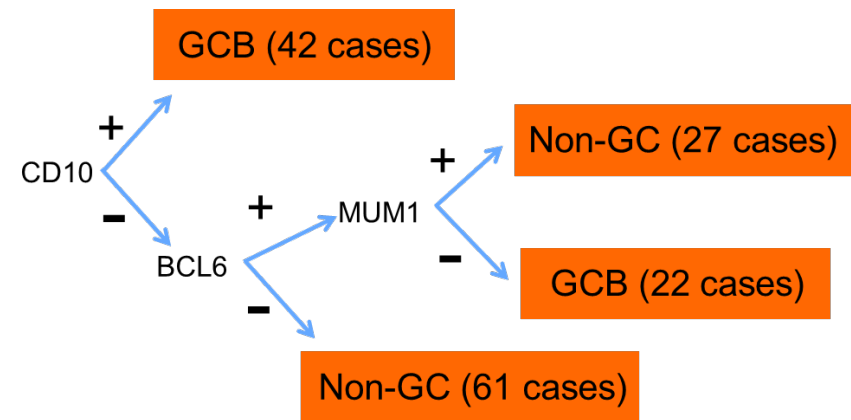 GCB (42 cases)
+
CD10
-
+
BCL6
-
MUM1
+
-
Non-GC (27 cases)
GCB (22 cases)
Non-GC (61 cases)